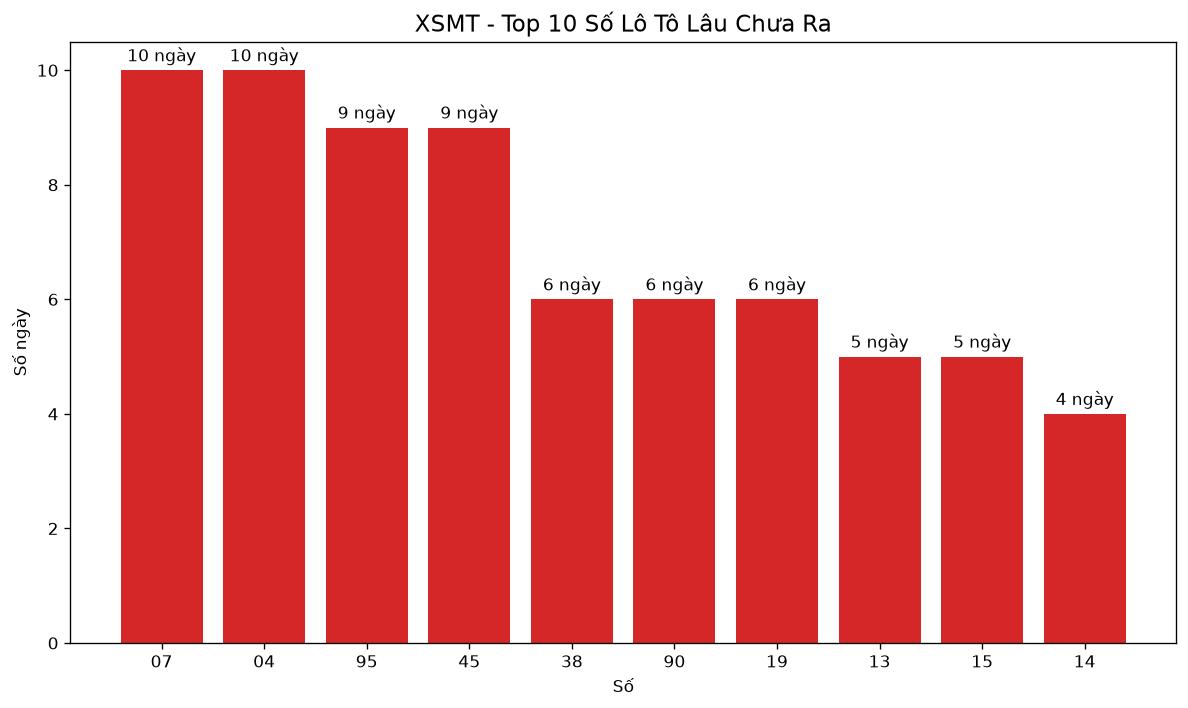 XSMT - Top 10 Số Lô Tô Lâu Chưa Ra
10 ngày 10 ngày 9 ngày 9 ngày 6 ngày 6 ngày 6 ngày 5 ngày 5 ngày 4 ngày
10
8
6
4
2
0
Số ngày
07 04 95 45 38 90 19 13 15 14
Số